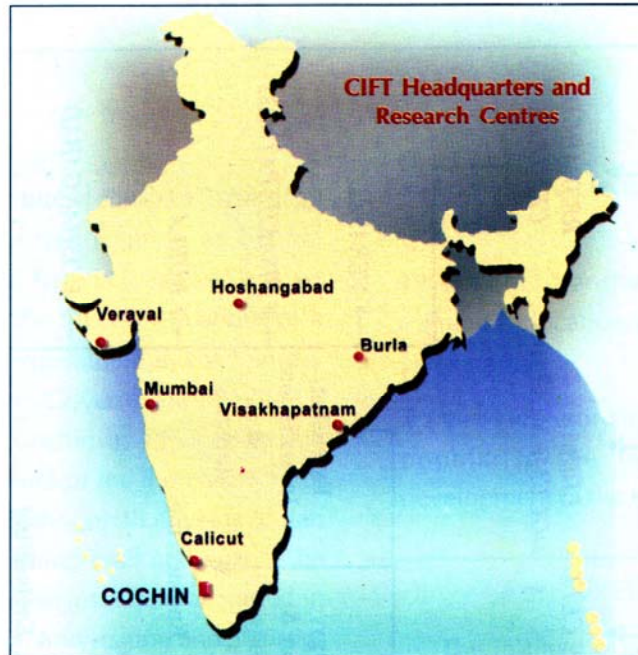 CIFT Headquarters and
Research Centres
Hoshangabad
Veraval
Burla
Mumbai
Visakhapatnam
Calicut
COCHIN